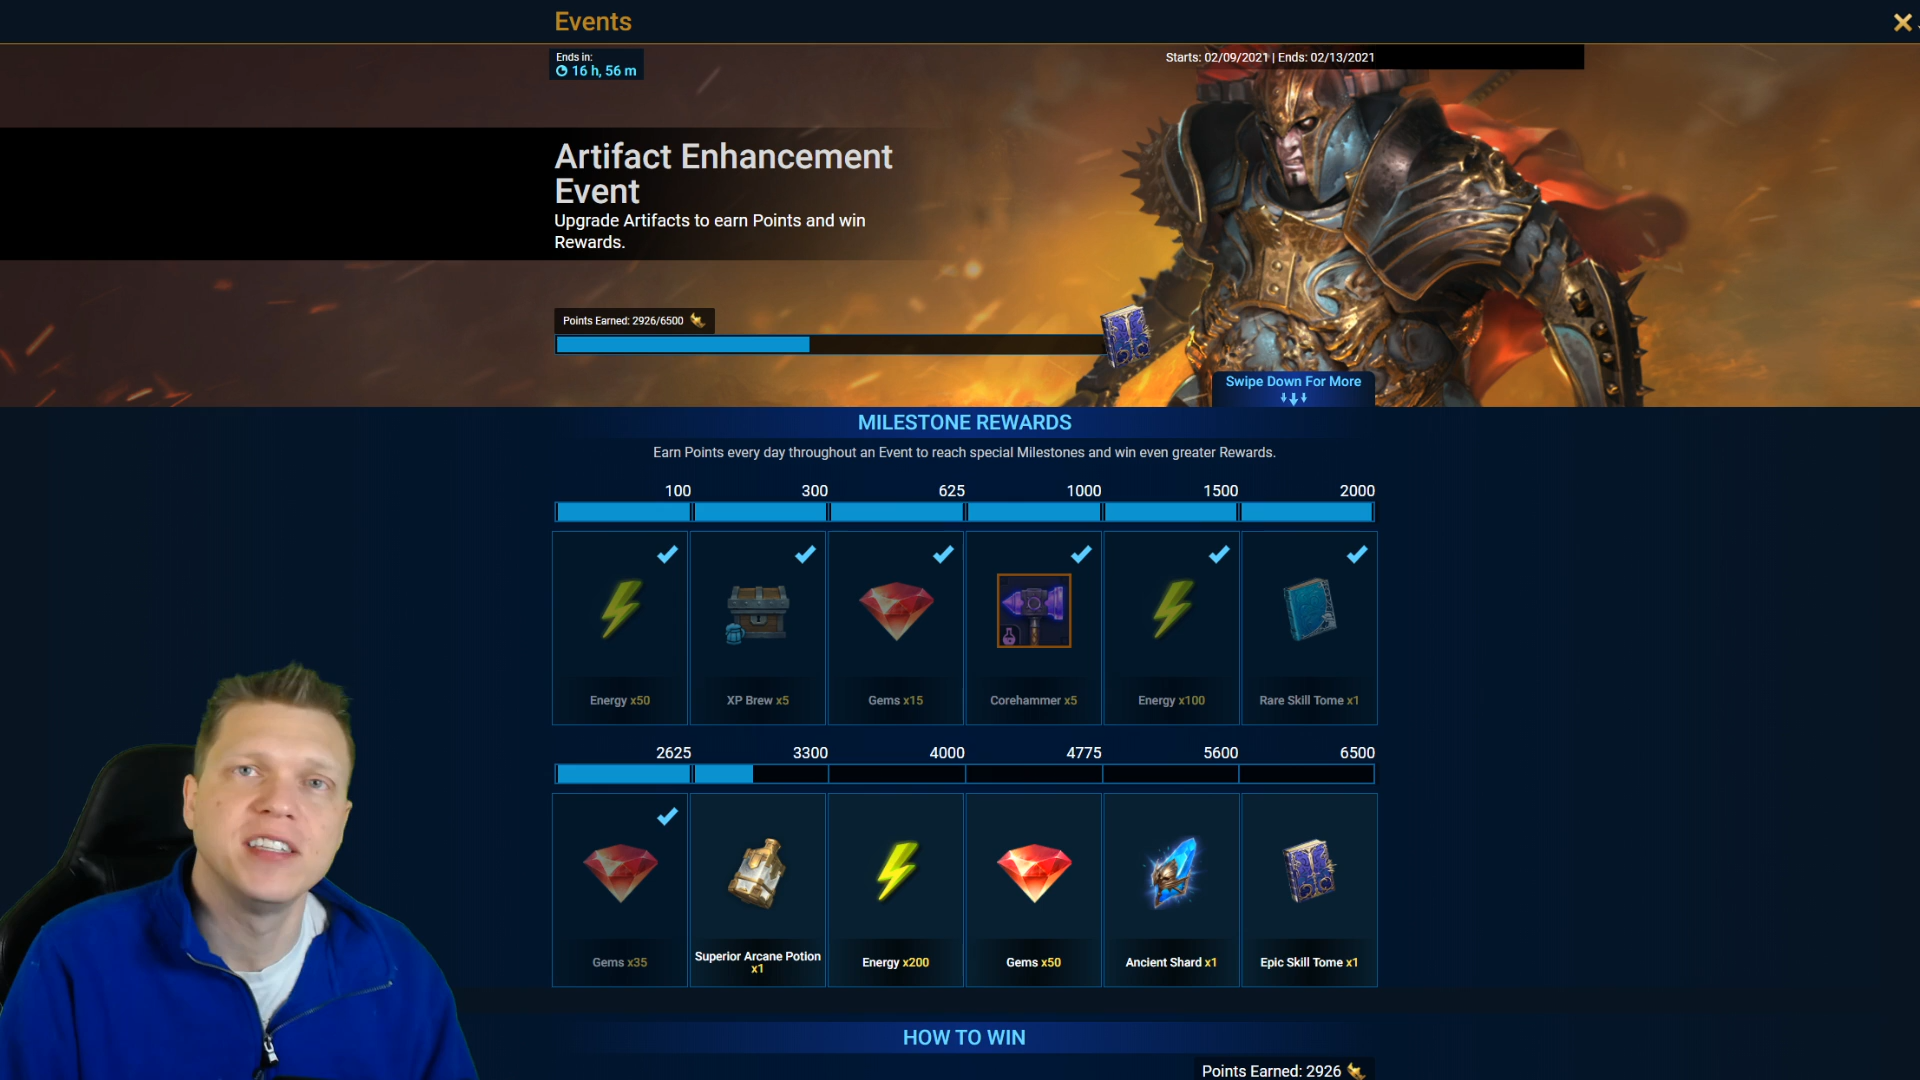 Events
Ends in:
16 h, 56 m
Starts: 02/09/2021 | Ends: 02/13/2021
Artifact Enhancement
Event
Upgrade Artifacts to earn Points and win
Rewards.
Points Earned: 2926/6500
Swipe Down For More
MILESTONE REWARDS
Earn Points every day throughout an Event to reach special Milestones and win even greater Rewards.
100 300 625 1000 1500 2000
Energy x50 XP Brew x5 Gems x15 Corehammer x5 Energy x100 Rare Skill Tome x1
2625 3300 4000 4775 5600 6500
Gems x35 Superior Arcane Potion
x1
Energy x200 Gems x50 Ancient Shard x1 Epic Skill Tome x1
HOW TO WIN
Points Earned: 2926